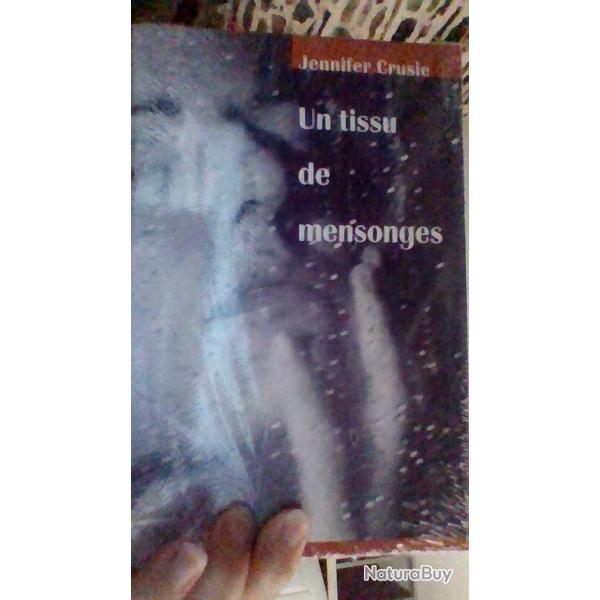 Jennifer Crusie
Un tissu
de
mensonges
NaturaBuy